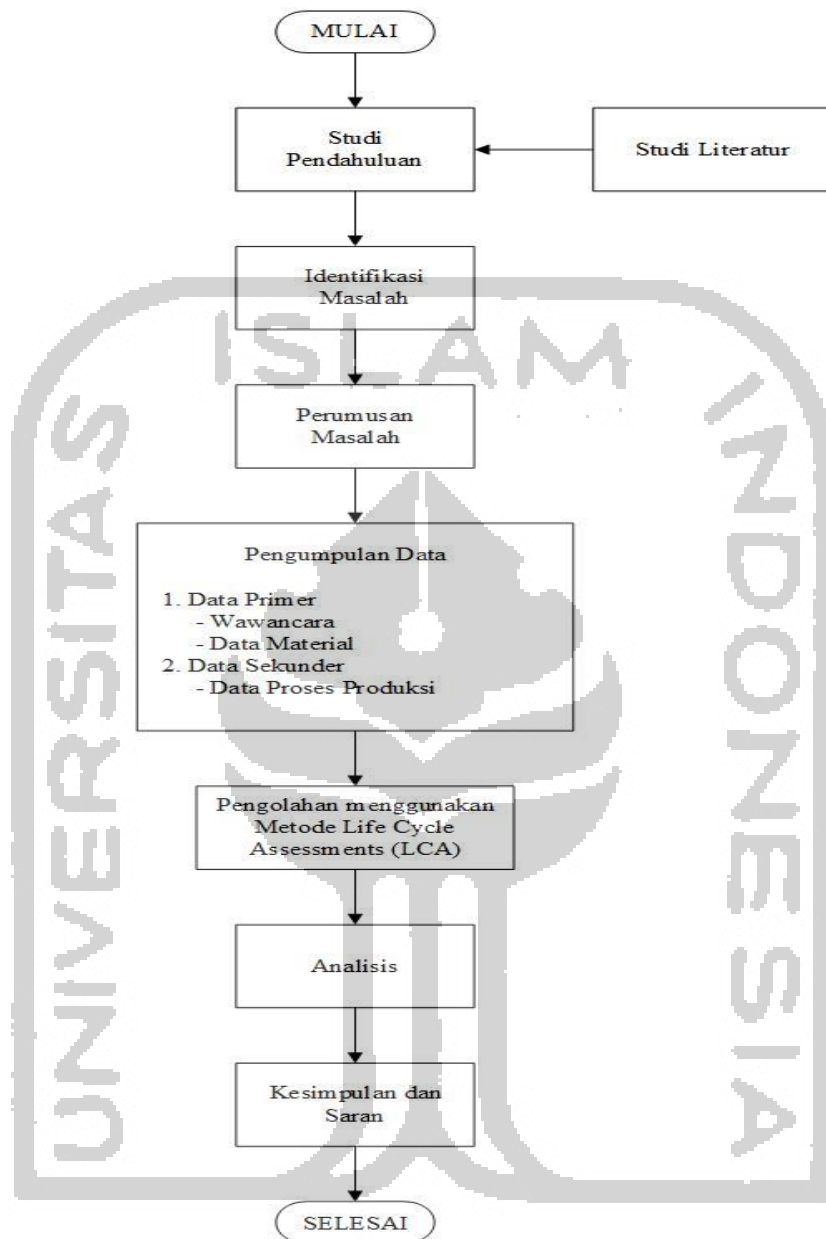 MULAI
Studi
Pendahuluan
Studi Literatur
Identifikasi
Masalah
Perumusan
Masalah
Pengumpulan Data
1. Data Primer
- Wawancara
- Data Material
2. Data Sekunder
- Data Proses Produksi
Pengolahan menggunakan
Metode Life Cycle
Assessments (LCA)
Analisis
Kesimpulan dan
Saran
SELESAI
UNIVERSITAS
ISLAM
INDONESIA